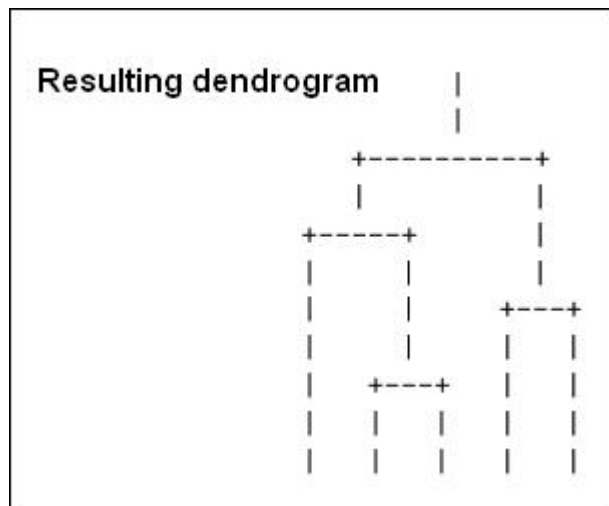 Resulting dendrogram |
|
+-----------+
| |
+------+ |
| | |
| | +----+
| | | |
| +----+ | |
| | | | |
| | | | |